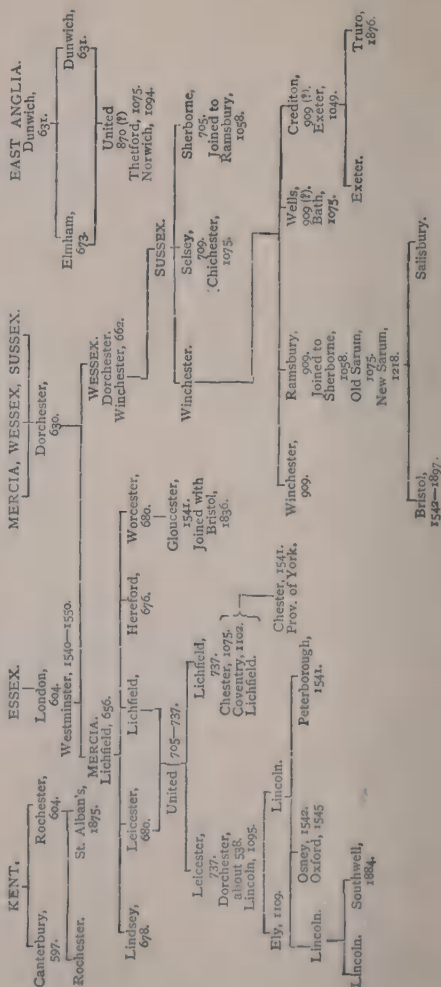 KENT.
Canterbury,
597.
Rochester,
604.
Rochester.
St. Alban's,
1875.
ESSEX.
London,
604.
Westminster, 1540—1550.
MERCIA, WESSEX, SUSSEX.
Dorchester,
630.
EAST ANGLIA.
Dunwich,
631.
Elmham,
673.
Dunwich,
631.
United
870 (?)
Thetford, 1075.
Norwich, 1094.
MERCIA.
Lichfield, 656.
WESSEX.
Dorchester.
Winchester, 662.
Lindsey,
678.
Leicester,
680.
Lichfield,
Hereford,
676.
Worcester,
680.
Gloucester,
1541.
Joined with
Bristol,
1836.
United
705—737.
Leicester,
737.
Dorchester,
about 538.
Lincoln, 1095.
Lichfield,
737.
Chester, 1075.
Coventry, 1102.
Lichfield.
Chester, 1541.
Prov. of York.
Ely, 1109.
Lincoln.
Lincoln.
Osney, 1542.
Oxford, 1545
Peterborough,
1541.
Lincoln.
Southwell,
1884.
SUSSEX.
Winchester.
Selsey,
709.
Chichester,
1075.
Sherborne,
705.
Joined to
Ramsbury,
1058.
Winchester,
909.
Ramsbury,
909.
Joined to
Sherborne,
1058.
Old Sarum,
1075.
New Sarum,
1218.
Wells,
909 (?).
Bath,
1075.
Crediton,
909 (?).
Exeter,
1049.
Exeter.
Truro,
1876.
Bristol,
1542—1897.
Salisbury.